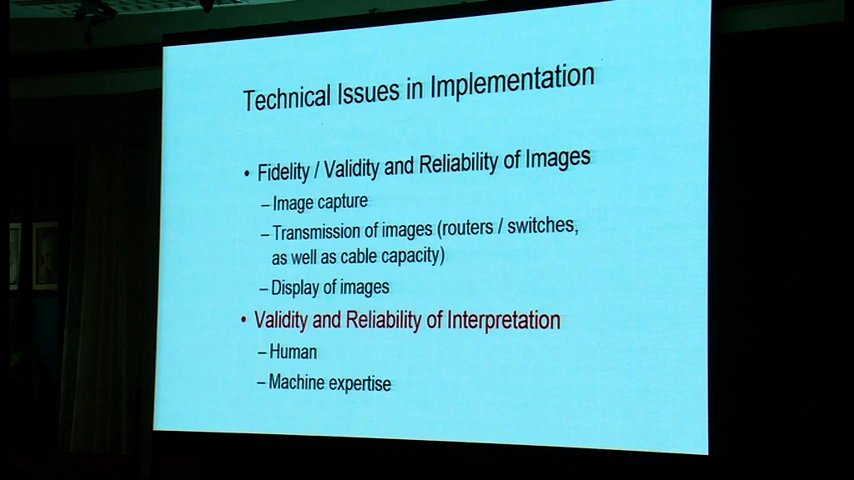 Technical Issues in Implementation
• Fidelity / Validity and Reliability of Images
– Image capture
– Transmission of images (routers / switches,
as well as cable capacity)
– Display of images
• Validity and Reliability of Interpretation
– Human
– Machine expertise